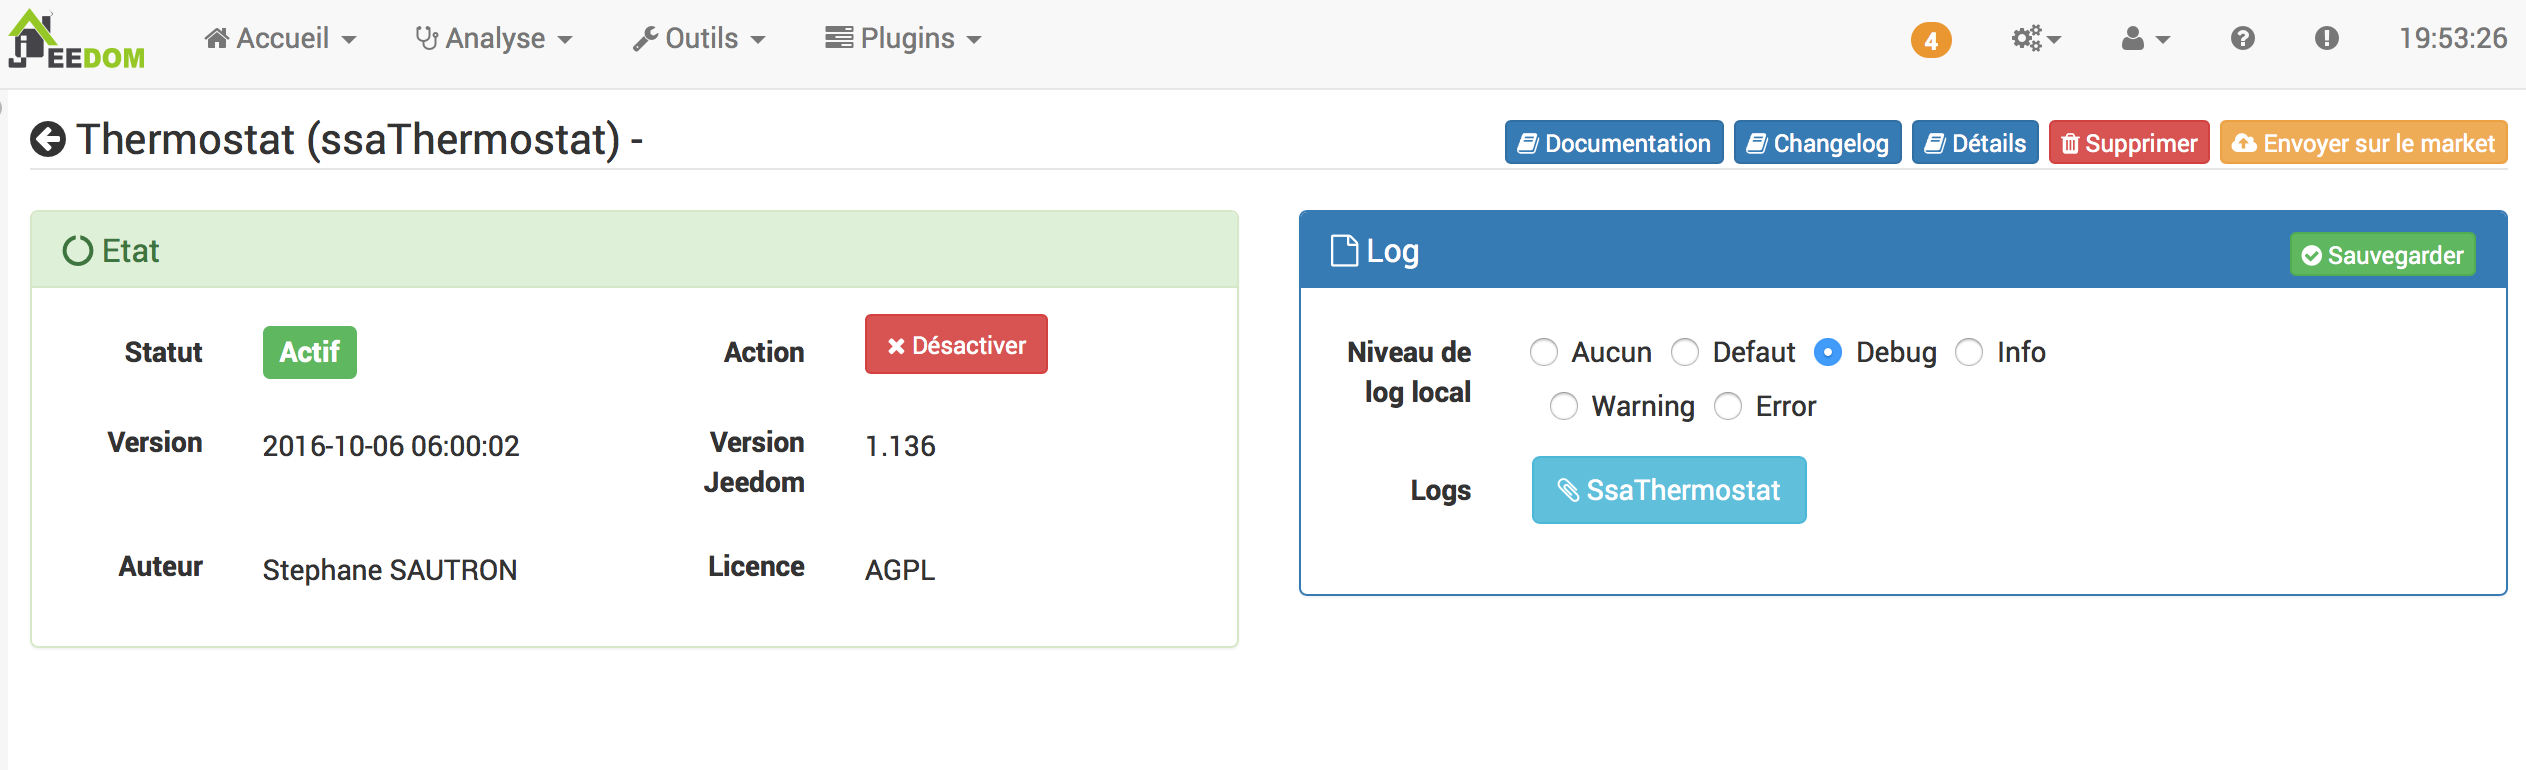 JEEDOM Accueil Analyse Outils Plugins 4 19:53:26
Thermostat (ssaThermostat) - Documentation Changelog Détails Supprimer Envoyer sur le market
Etat
Statut Actif Action Désactiver
Version 2016-10-06 06:00:02 Version Jeedom 1.136
Auteur Stephane SAUTRON Licence AGPL
Log Sauvegarder
Niveau de log local Aucun Defaut Debug Info
Warning Error
Logs SsaThermostat